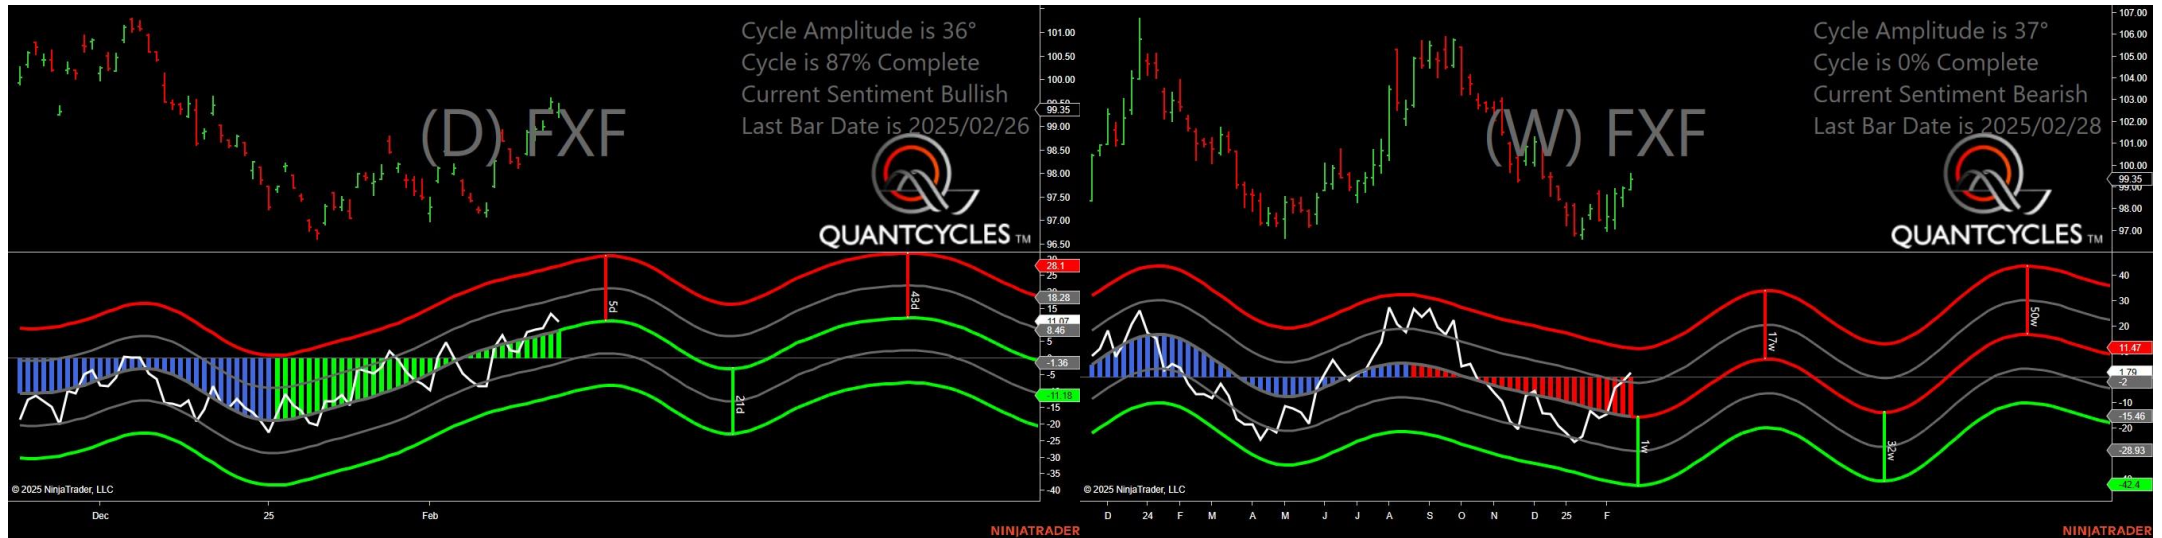 Cycle Amplitude is 36°
Cycle is 87% Complete
Current Sentiment Bullish
Last Bar Date is 2025/02/26
(D) FXF
QUANTCYCLES TM
101.00
100.50
100.00
99.35
99.00
98.50
98.00
97.50
97.00
96.50
28.1
25
18.28
15
11.07
8.46
5
-1.36
-5
-11.18
-15
-20
-25
-30
-35
-40
5d
43d
21d
© 2025 NinjaTrader, LLC
Dec
25
Feb
NINJATRADER
Cycle Amplitude is 37°
Cycle is 0% Complete
Current Sentiment Bearish
Last Bar Date is 2025/02/28
(W) FXF
QUANTCYCLES TM
107.00
106.00
105.00
104.00
103.00
102.00
101.00
100.00
99.35
99.00
98.00
97.00
40
30
20
11.47
1.79
-2
-10
-15.46
-20
-28.93
-42.4
17w
50w
1w
32w
© 2025 NinjaTrader, LLC
D
24
F
M
A
M
J
J
A
S
O
N
D
25
F
NINJATRADER